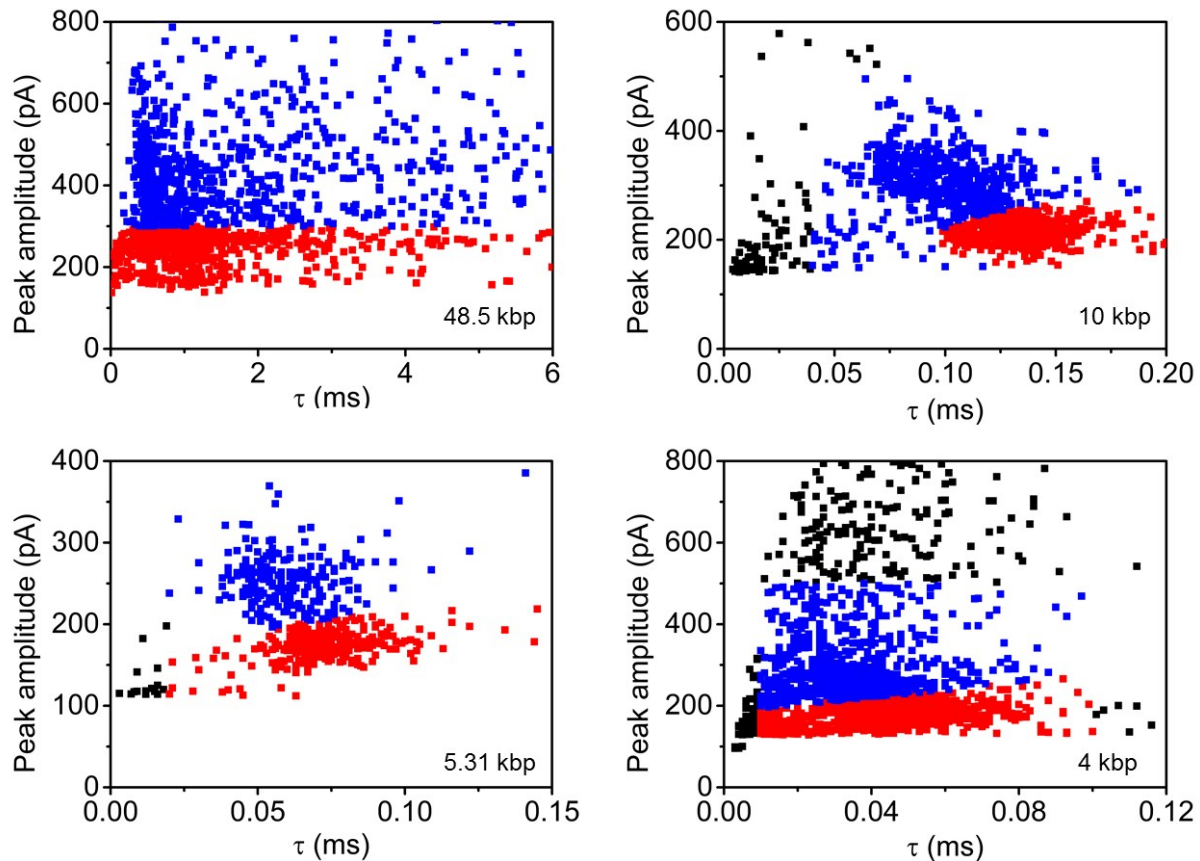 800
600
400
200
0
Peak amplitude (pA)
48.5 kbp
0 2 4 6
τ (ms)
600
400
200
0
Peak amplitude (pA)
10 kbp
0.00 0.05 0.10 0.15 0.20
τ (ms)
400
300
200
100
0
Peak amplitude (pA)
5.31 kbp
0.00 0.05 0.10 0.15
τ (ms)
800
600
400
200
0
Peak amplitude (pA)
4 kbp
0.00 0.04 0.08 0.12
τ (ms)